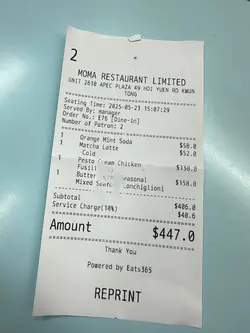 2
MOMA RESTAURANT LIMITED
UNIT 2610 APEC PLAZA 49 HOI YUEN RD KWUN
TONG
Seating Time: 2025-05-23 15:07:29
Served By: manager
Order No.: E76 [Dine-in]
Number of Patron: 2
1 Orange Mint Soda $58.0
1 Matcha Latte $52.0
Cold
1 Pesto Cream Chicken $138.0
Fusill
1 Butter Seasonal $158.0
Mixed Conchiglioni
Subtotal $406.0
Service Charge(10%) $40.6
Amount $447.0
Thank You
Powered by Eats365
REPRINT